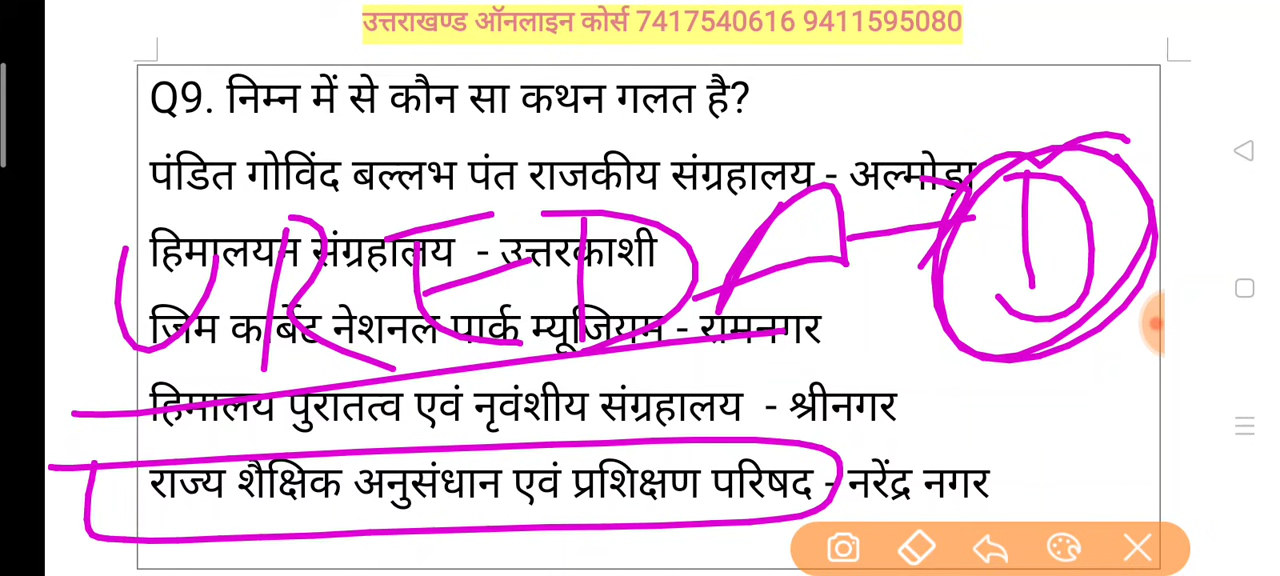 उत्तराखण्ड ऑनलाइन कोर्स 7417540616 9411595080
Q9. निम्न में से कौन सा कथन गलत है?
पंडित गोविंद बल्लभ पंत राजकीय संग्रहालय - अल्मोड़ा
हिमालयन संग्रहालय - उत्तरकाशी
UREDA - D
जिम कार्बेट नेशनल पार्क म्यूजियम - रामनगर
हिमालय पुरातत्व एवं नृवंशीय संग्रहालय - श्रीनगर
राज्य शैक्षिक अनुसंधान एवं प्रशिक्षण परिषद - नरेंद्र नगर